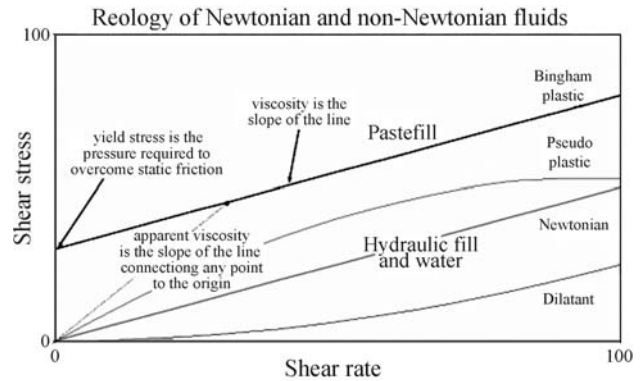 Reology of Newtonian and non-Newtonian fluids
100
Bingham
plastic
viscosity is the
slope of the line
Pastefill
yield stress is the
pressure required to
overcome static friction
Pseudo
plastic
Shear stress
apparent viscosity
is the slope of the line
connectiong any point
to the origin
Hydraulic fill
and water
Newtonian
Dilatant
0
0
Shear rate
100